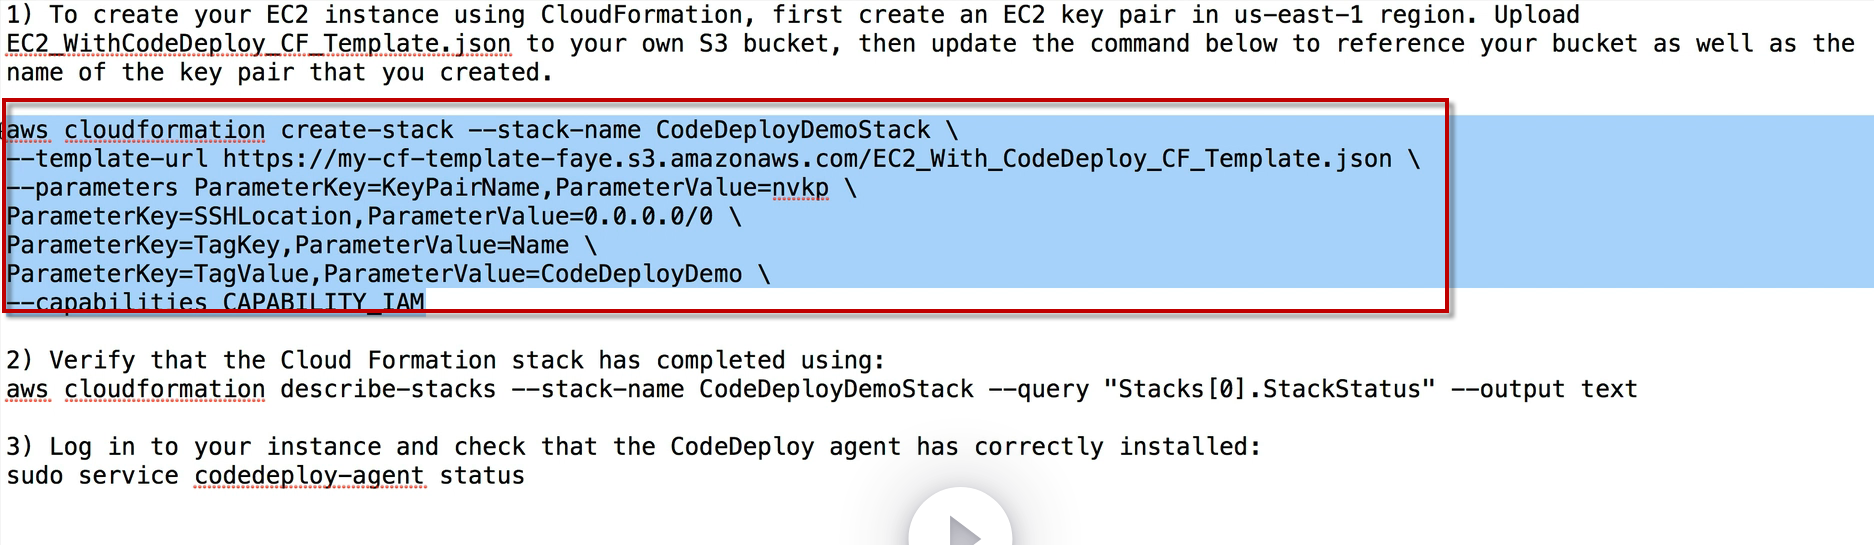 1) To create your EC2 instance using CloudFormation, first create an EC2 key pair in us-east-1 region. Upload
EC2_WithCodeDeploy_CF_Template.json to your own S3 bucket, then update the command below to reference your bucket as well as the
name of the key pair that you created.
aws cloudformation create-stack --stack-name CodeDeployDemoStack \
--template-url https://my-cf-template-faye.s3.amazonaws.com/EC2_With_CodeDeploy_CF_Template.json \
--parameters ParameterKey=KeyPairName,ParameterValue=nvkp \
ParameterKey=SSHLocation,ParameterValue=0.0.0.0/0 \
ParameterKey=TagKey,ParameterValue=Name \
ParameterKey=TagValue,ParameterValue=CodeDeployDemo \
--capabilities CAPABILITY_IAM
2) Verify that the Cloud Formation stack has completed using:
aws cloudformation describe-stacks --stack-name CodeDeployDemoStack --query "Stacks[0].StackStatus" --output text
3) Log in to your instance and check that the CodeDeploy agent has correctly installed:
sudo service codedeploy-agent status